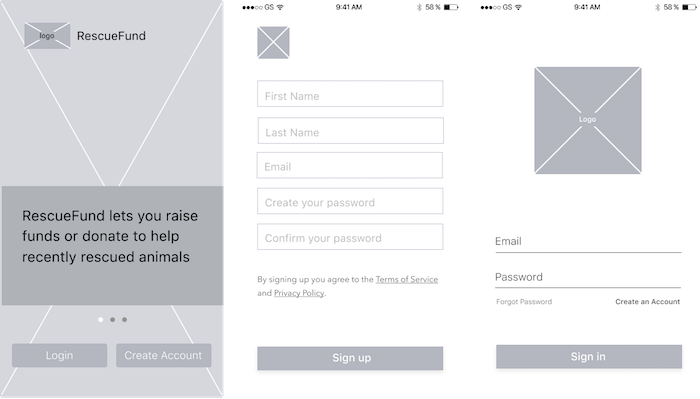 logo
RescueFund
RescueFund lets you raise
funds or donate to help
recently rescued animals
Login
Create Account
GS
9:41 AM
58 %
First Name
Last Name
Email
Create your password
Confirm your password
By signing up you agree to the Terms of Service
and Privacy Policy.
Sign up
GS
9:41 AM
58 %
Logo
Email
Password
Forgot Password
Create an Account
Sign in